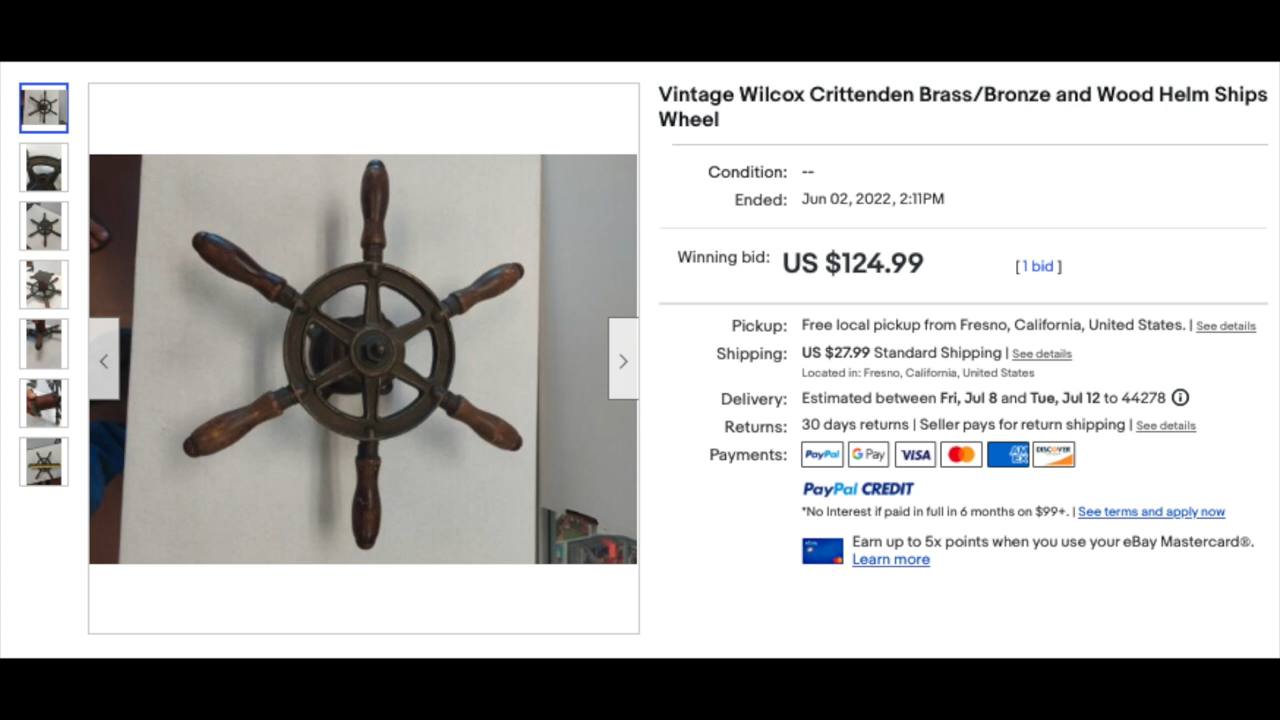 Vintage Wilcox Crittenden Brass/Bronze and Wood Helm Ships
Wheel
Condition: --
Ended: Jun 02, 2022, 2:11PM
Winning bid: US $124.99 [ 1 bid ]
Pickup: Free local pickup from Fresno, California, United States. | See details
Shipping: US $27.99 Standard Shipping | See details
Located in: Fresno, California, United States
Delivery: Estimated between Fri, Jul 8 and Tue, Jul 12 to 44278
Returns: 30 days returns | Seller pays for return shipping | See details
Payments: PayPal G Pay VISA AM EX DISCOVER
PayPal CREDIT
*No Interest if paid in full in 6 months on $99+. | See terms and apply now
Earn up to 5x points when you use your eBay Mastercard®.
Learn more